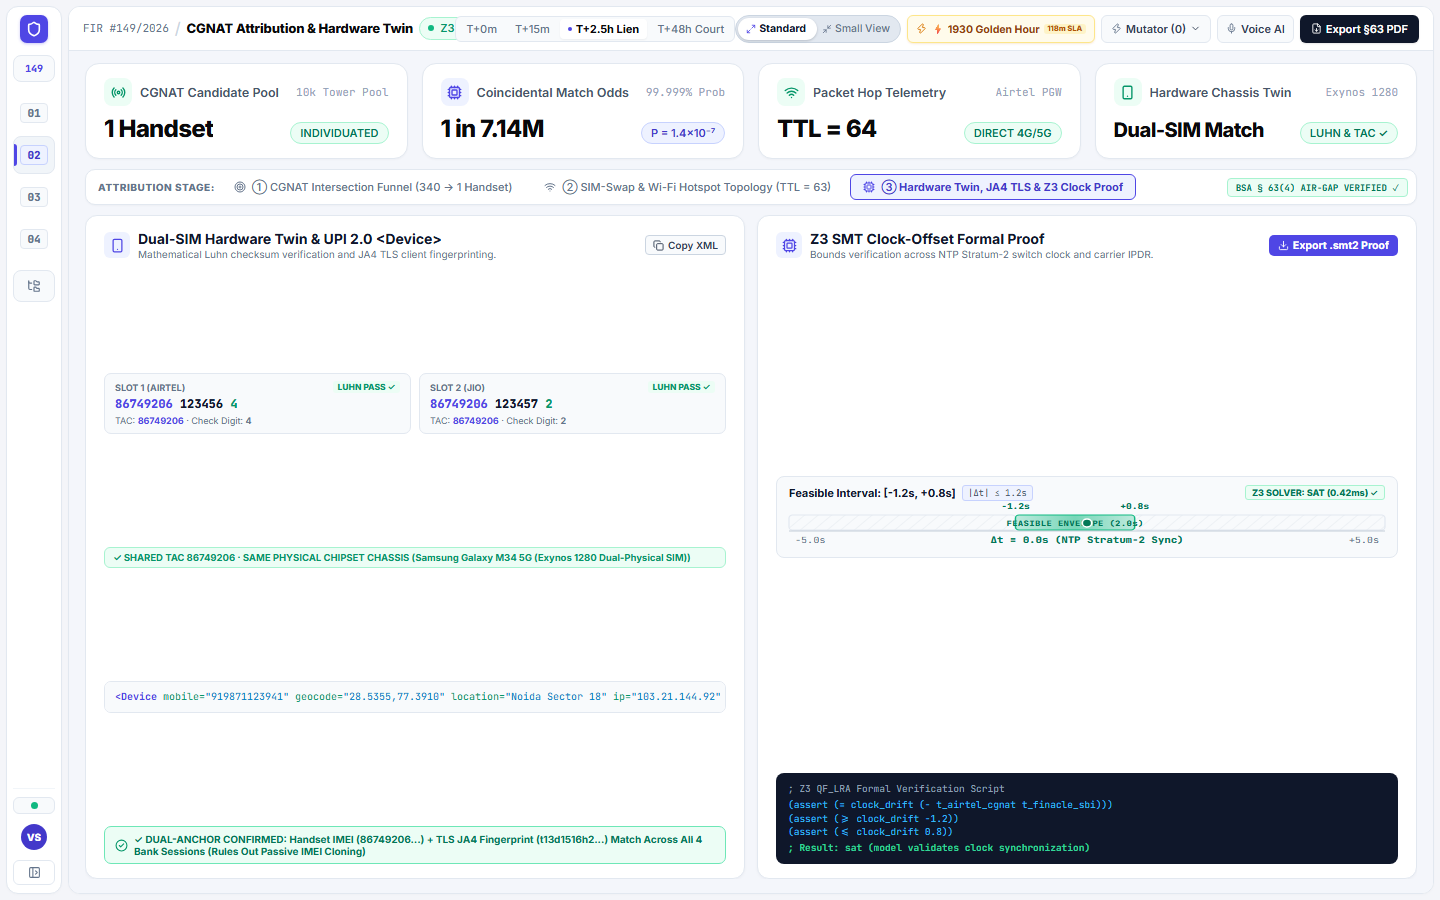 FIR #149/2026 / CGNAT Attribution & Hardware Twin Z3 T+0m T+15m T+2.5h Lien T+48h Court Standard Small View 1930 Golden Hour 118m SLA Mutator (0) Voice AI Export §63 PDF
149
01
02
03
04
VS
CGNAT Candidate Pool 10k Tower Pool
1 Handset INDIVIDUATED
Coincidental Match Odds 99.999% Prob
1 in 7.14M P = 1.4×10⁻⁷
Packet Hop Telemetry Airtel PGW
TTL = 64 DIRECT 4G/5G
Hardware Chassis Twin Exynos 1280
Dual-SIM Match LUHN & TAC ✓
ATTRIBUTION STAGE: ① CGNAT Intersection Funnel (340 → 1 Handset) ② SIM-Swap & Wi-Fi Hotspot Topology (TTL = 63) ③ Hardware Twin, JA4 TLS & Z3 Clock Proof BSA § 63(4) AIR-GAP VERIFIED ✓
Dual-SIM Hardware Twin & UPI 2.0 <Device> Copy XML
Mathematical Luhn checksum verification and JA4 TLS client fingerprinting.
SLOT 1 (AIRTEL) LUHN PASS ✓
86749206 123456 4
TAC: 86749206 · Check Digit: 4
SLOT 2 (JIO) LUHN PASS ✓
86749206 123457 2
TAC: 86749206 · Check Digit: 2
✓ SHARED TAC 86749206 · SAME PHYSICAL CHIPSET CHASSIS (Samsung Galaxy M34 5G (Exynos 1280 Dual-Physical SIM))
<Device mobile="919871123941" geocode="28.5355,77.3910" location="Noida Sector 18" ip="103.21.144.92"
✓ DUAL-ANCHOR CONFIRMED: Handset IMEI (86749206...) + TLS JA4 Fingerprint (t13d1516h2...) Match Across All 4
Bank Sessions (Rules Out Passive IMEI Cloning)
Z3 SMT Clock-Offset Formal Proof Export .smt2 Proof
Bounds verification across NTP Stratum-2 switch clock and carrier IPDR.
Feasible Interval: [-1.2s, +0.8s] |Δt| ≤ 1.2s Z3 SOLVER: SAT (0.42ms) ✓
-1.2s +0.8s
FEASIBLE ENVE PE (2.0s)
-5.0s Δt = 0.0s (NTP Stratum-2 Sync) +5.0s
; Z3 QF_LRA Formal Verification Script
(assert (= clock_drift (- t_airtel_cgnat t_finacle_sbi)))
(assert (≥ clock_drift -1.2))
(assert (≤ clock_drift 0.8))
; Result: sat (model validates clock synchronization)